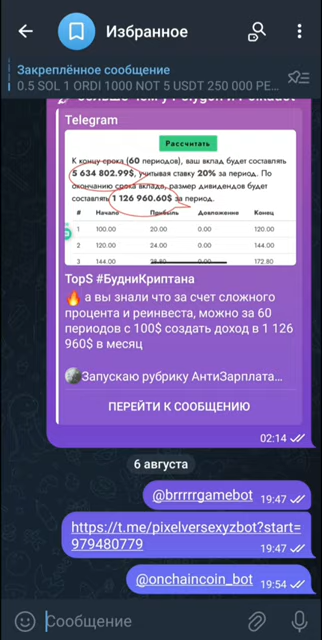 Избранное
Закреплённое сообщение
0.5 SOL 1 ORDI 1000 NOT 5 USDT 250 000 PE...
Telegram
Рассчитать
К концу срока (60 периодов), ваш вклад будет составлять
5 634 802.99$, учитывая ставку 20% за период. По
окончанию срока вклада, размер дивидендов будет
составлять 1 126 960.60$ за период.
# Начало Прибыль Довложение Конец
1 100.00 20.00 0.00 120.00
2 120.00 24.00 0.00 144.00
3 144.00 28.80 0.00 172.80
TopS #БудниКриптана
🔥 а вы знали что за счет сложного
процента и реинвеста, можно за 60
периодов с 100$ создать доход в 1 126
960$ в месяц
Запускаю рубрику АнтиЗарплата...
ПЕРЕЙТИ К СООБЩЕНИЮ
02:14
6 августа
@brrrrrgamebot 19:47
https://t.me/pixelversexyzbot?start=
979480779 19:47
@onchaincoin_bot 19:54
Сообщение